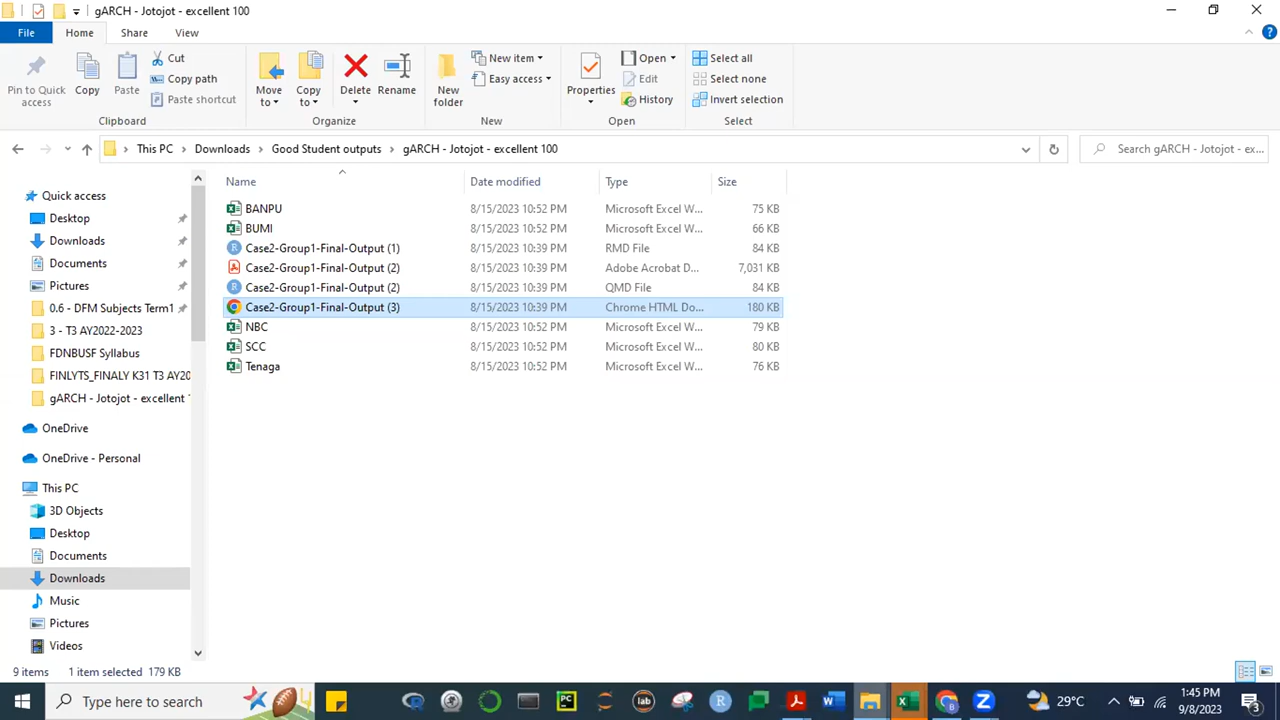 gARCH - Jotojot - excellent 100
File Home Share View
Pin to Quick access
Copy
Paste
Cut
Copy path
Paste shortcut
Clipboard
Move to
Copy to
Delete
Rename
Organize
New folder
New item
Easy access
New
Properties
Open
Edit
History
Open
Select all
Select none
Invert selection
Select
This PC Downloads Good Student outputs gARCH - Jotojot - excellent 100
Search gARCH - Jotojot - ex...
Name Date modified Type Size
BANPU 8/15/2023 10:52 PM Microsoft Excel W... 75 KB
BUMI 8/15/2023 10:52 PM Microsoft Excel W... 66 KB
Case2-Group1-Final-Output (1) 8/15/2023 10:39 PM RMD File 84 KB
Case2-Group1-Final-Output (2) 8/15/2023 10:39 PM Adobe Acrobat D... 7,031 KB
Case2-Group1-Final-Output (2) 8/15/2023 10:39 PM QMD File 84 KB
Case2-Group1-Final-Output (3) 8/15/2023 10:39 PM Chrome HTML Do... 180 KB
NBC 8/15/2023 10:52 PM Microsoft Excel W... 79 KB
SCC 8/15/2023 10:52 PM Microsoft Excel W... 80 KB
Tenaga 8/15/2023 10:52 PM Microsoft Excel W... 76 KB
Quick access
Desktop
Downloads
Documents
Pictures
0.6 - DFM Subjects Term1
3 - T3 AY2022-2023
FDNBUSF Syllabus
FINLYTS_FINALY K31 T3 AY20
gARCH - Jotojot - excellent 1
OneDrive
OneDrive - Personal
This PC
3D Objects
Desktop
Documents
Downloads
Music
Pictures
Videos
9 items 1 item selected 179 KB
Type here to search
PC
lab
29°C
1:45 PM
9/8/2023
3